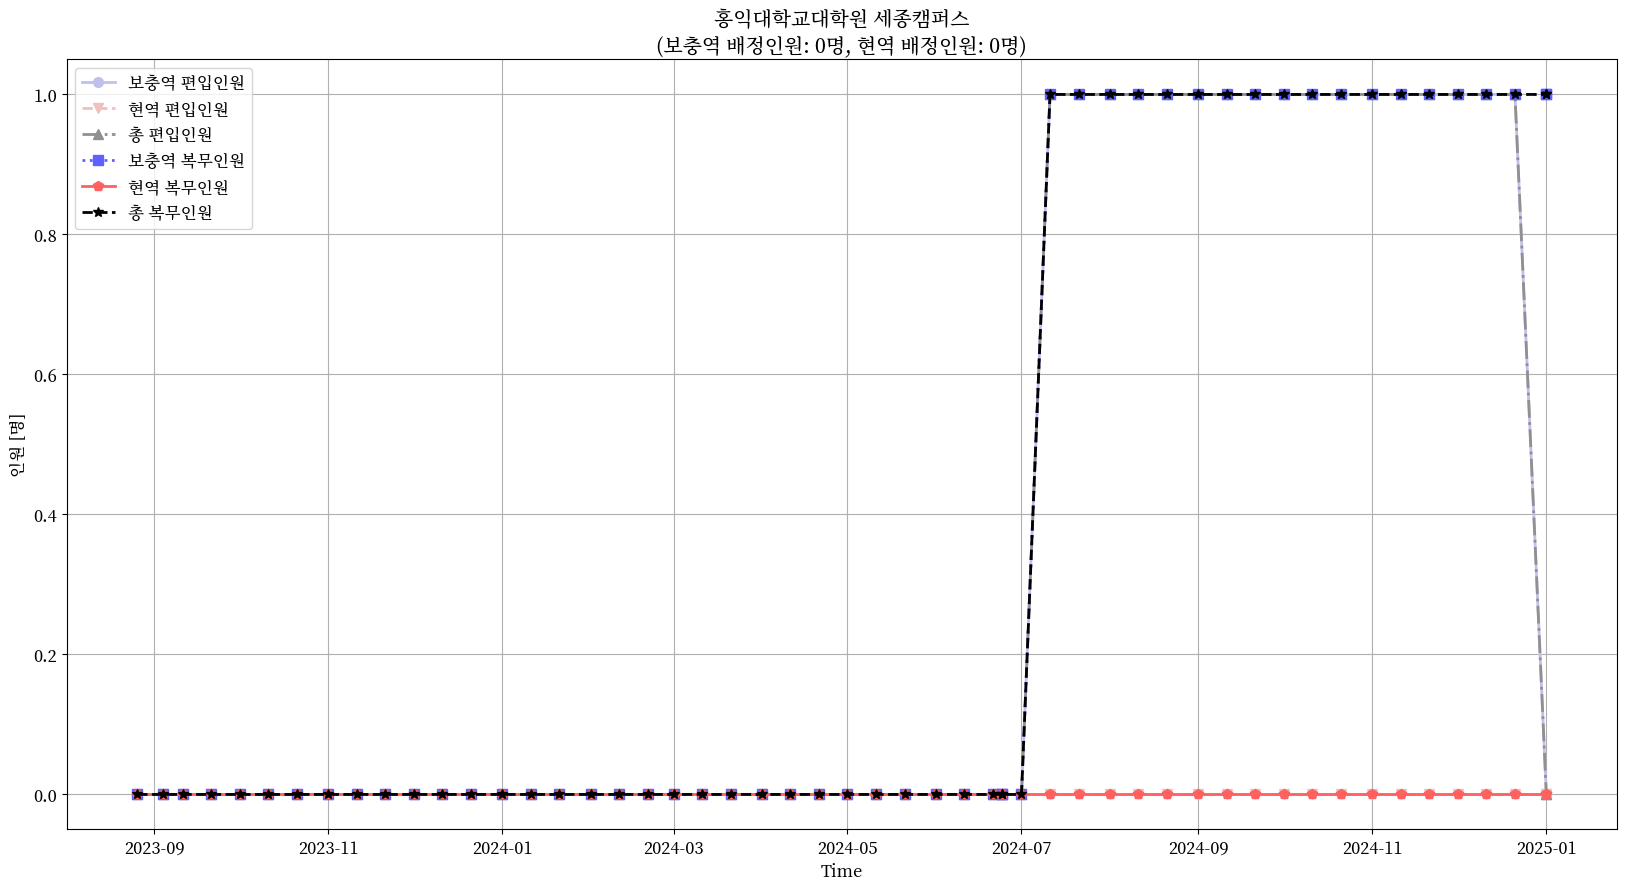 홍익대학교대학원 세종캠퍼스
(보충역 배정인원: 0명, 현역 배정인원: 0명)
보충역 편입인원
현역 편입인원
총 편입인원
보충역 복무인원
현역 복무인원
총 복무인원
1.0
0.8
0.6
0.4
0.2
0.0
인원 [명]
2023-09 2023-11 2024-01 2024-03 2024-05 2024-07 2024-09 2024-11 2025-01
Time